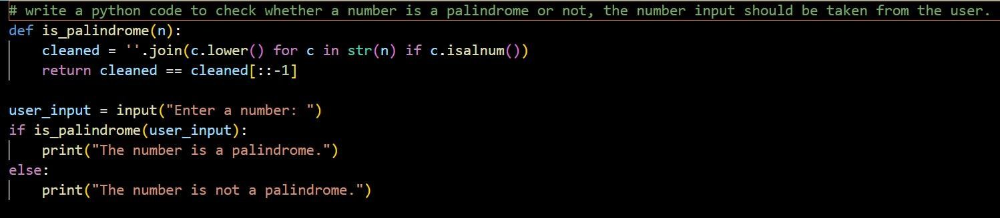 # write a python code to check whether a number is a palindrome or not, the number input should be taken from the user.
def is_palindrome(n):
    cleaned = ''.join(c.lower() for c in str(n) if c.isalnum())
    return cleaned == cleaned[::-1]

user_input = input("Enter a number: ")
if is_palindrome(user_input):
    print("The number is a palindrome.")
else:
    print("The number is not a palindrome.")